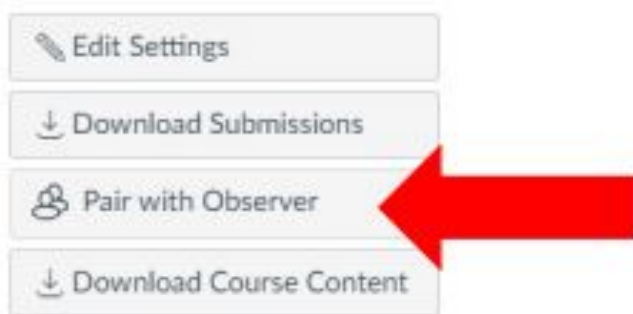 Edit Settings
Download Submissions
Pair with Observer
Download Course Content